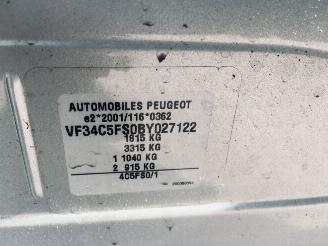 AUTOMOBILES PEUGEOT
e2*2001/116*0362
VF34C5FS0BY027122
1815 KG
3315 KG
1 1040 KG
2 915 KG
4C5FS0/1